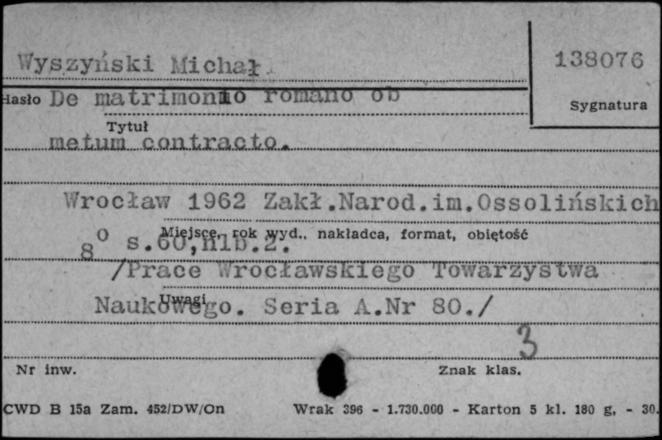 Wyszyński Michał
138076
Hasło De matrimonio romano ob
Sygnatura
Tytuł
metum contracto.
Wrocław 1962 Zakł.Narod.im.Ossolińskich
Miejsce, rok wyd., nakładca, format, objętość
8° s.60,nlb.2.
/Prace Wrocławskiego Towarzystwa
Uwagi
Naukowego. Seria A.Nr 80./
3
Nr inw.
Znak klas.
CWD B 15a Zam. 452/DW/On
Wrak 396 - 1.730.000 - Karton 5 kl. 180 g, - 30.